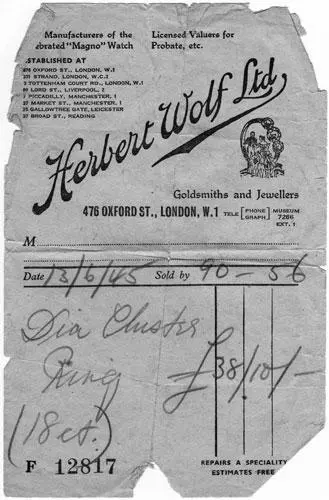 Manufacturers of the
ebrated "Magno" Watch
Licensed Valuers for
Probate, etc.
STABLISHED AT
476 OXFORD ST., LONDON, W.1
STRAND, LONDON, W.C.2
TOTTENHAM COURT RD., LONDON, W.1
LORD ST., LIVERPOOL, 2
PICCADILLY, MANCHESTER, 1
27 MARKET ST., MANCHESTER, 1
GALLOWTREE GATE, LEICESTER
37 BROAD ST., READING
Herbert Wolf Ltd
Goldsmiths and Jewellers
476 OXFORD ST., LONDON, W.1 TELE PHONE GRAPH MUSEUM 7266 EXT. 1
M
Date 13/6/45 Sold by 90-56
Dia Cluster
Ring £38/10/-
(18ct.)
F 12817
REPAIRS A SPECIALITY
ESTIMATES FREE